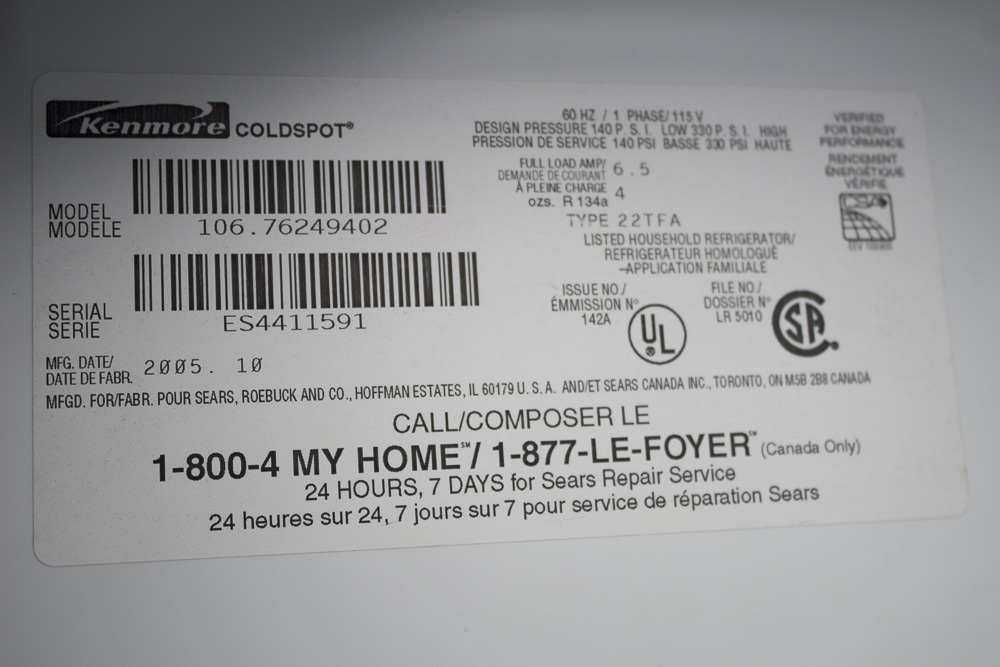 Kenmore COLDSPOT®
MODEL
MODELE
106.76249402
SERIAL
SERIE
ES4411591
MFG. DATE/
DATE DE FABR.
2005. 10
60 HZ / 1 PHASE/ 115 V
DESIGN PRESSURE 140 P. S. I. LOW 330 P. S. I. HIGH
PRESSION DE SERVICE 140 PSI BASSE 330 PSI HAUTE
FULL LOAD AMP/
DEMANDE DE COURANT
À PLEINE CHARGE
6 . 5
ozs. R 134a 4
TYPE 22TFA
LISTED HOUSEHOLD REFRIGERATOR/
REFRIGERATEUR HOMOLOGUÉ
–APPLICATION FAMILIALE
ISSUE NO./
ÉMMISSION Nº
142A
UL
®
FILE NO/
DOSSIER Nº
LR 5010
SA
VERIFIED
FOR ENERGY
PERFORMANCE
RENDEMENT
ÉNERGÉTIQUE
VÉRIFIÉ
MFGD. FOR/FABR. POUR SEARS, ROEBUCK AND CO., HOFFMAN ESTATES, IL 60179 U. S. A. AND/ET SEARS CANADA INC., TORONTO, ON M5B 2B8 CANADA
CALL/COMPOSER LE
1-800-4 MY HOME℠/ 1-877-LE-FOYER℠ (Canada Only)
24 HOURS, 7 DAYS for Sears Repair Service
24 heures sur 24, 7 jours sur 7 pour service de réparation Sears